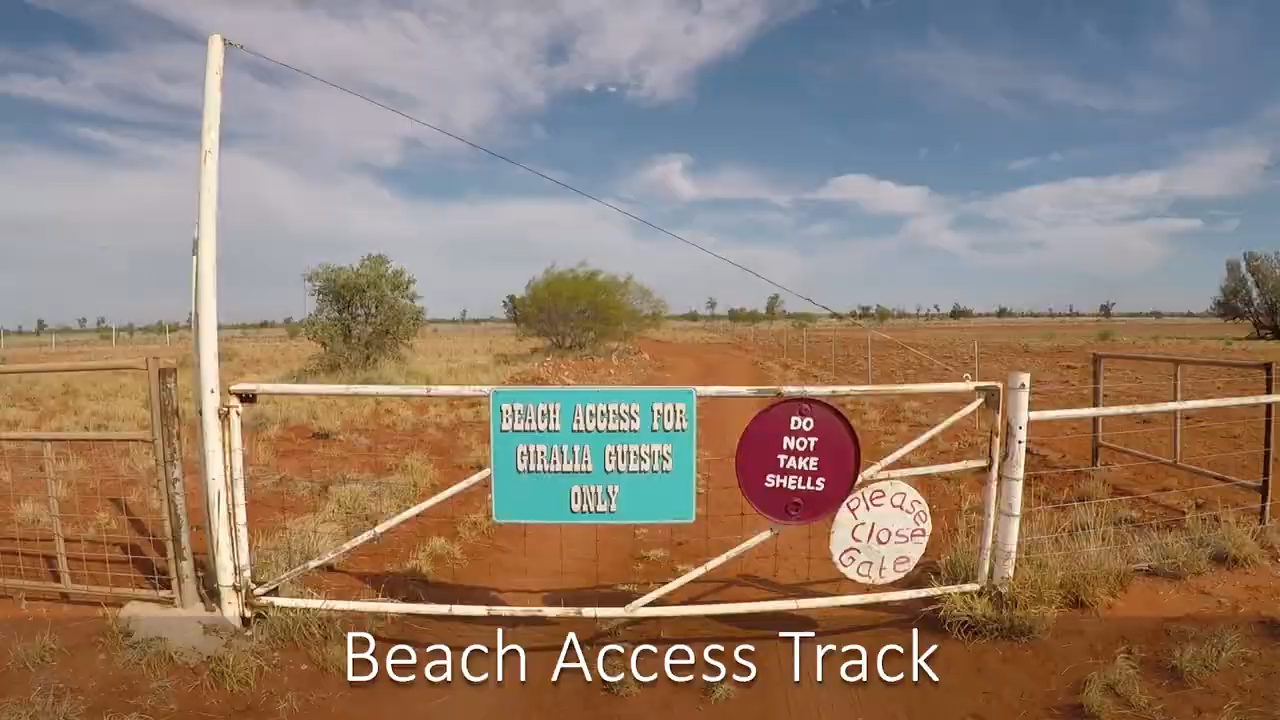 BEACH ACCESS FOR
GIRALIA GUESTS
ONLY
DO
NOT
TAKE
SHELLS
Please
Close
Gate
Beach Access Track